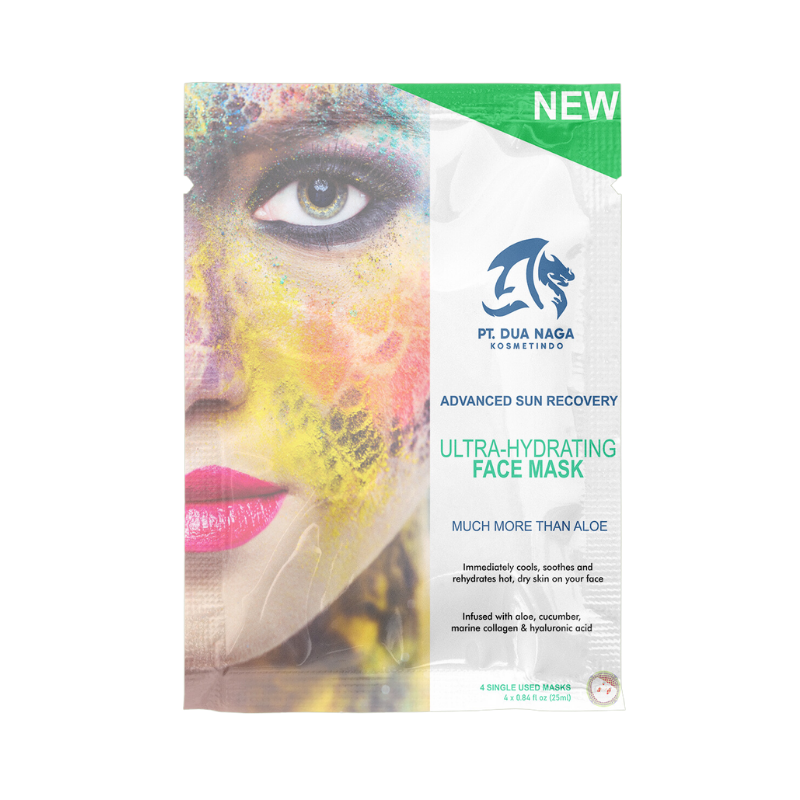 NEW
PT. DUA NAGA
KOSMETINDO
ADVANCED SUN RECOVERY
ULTRA-HYDRATING
FACE MASK
MUCH MORE THAN ALOE
Immediately cools, soothes and
rehydrates hot, dry skin on your face
Infused with aloe, cucumber,
marine collagen & hyaluronic acid
4 SINGLE USED MASKS
4 x 0.84 fl oz (25ml)